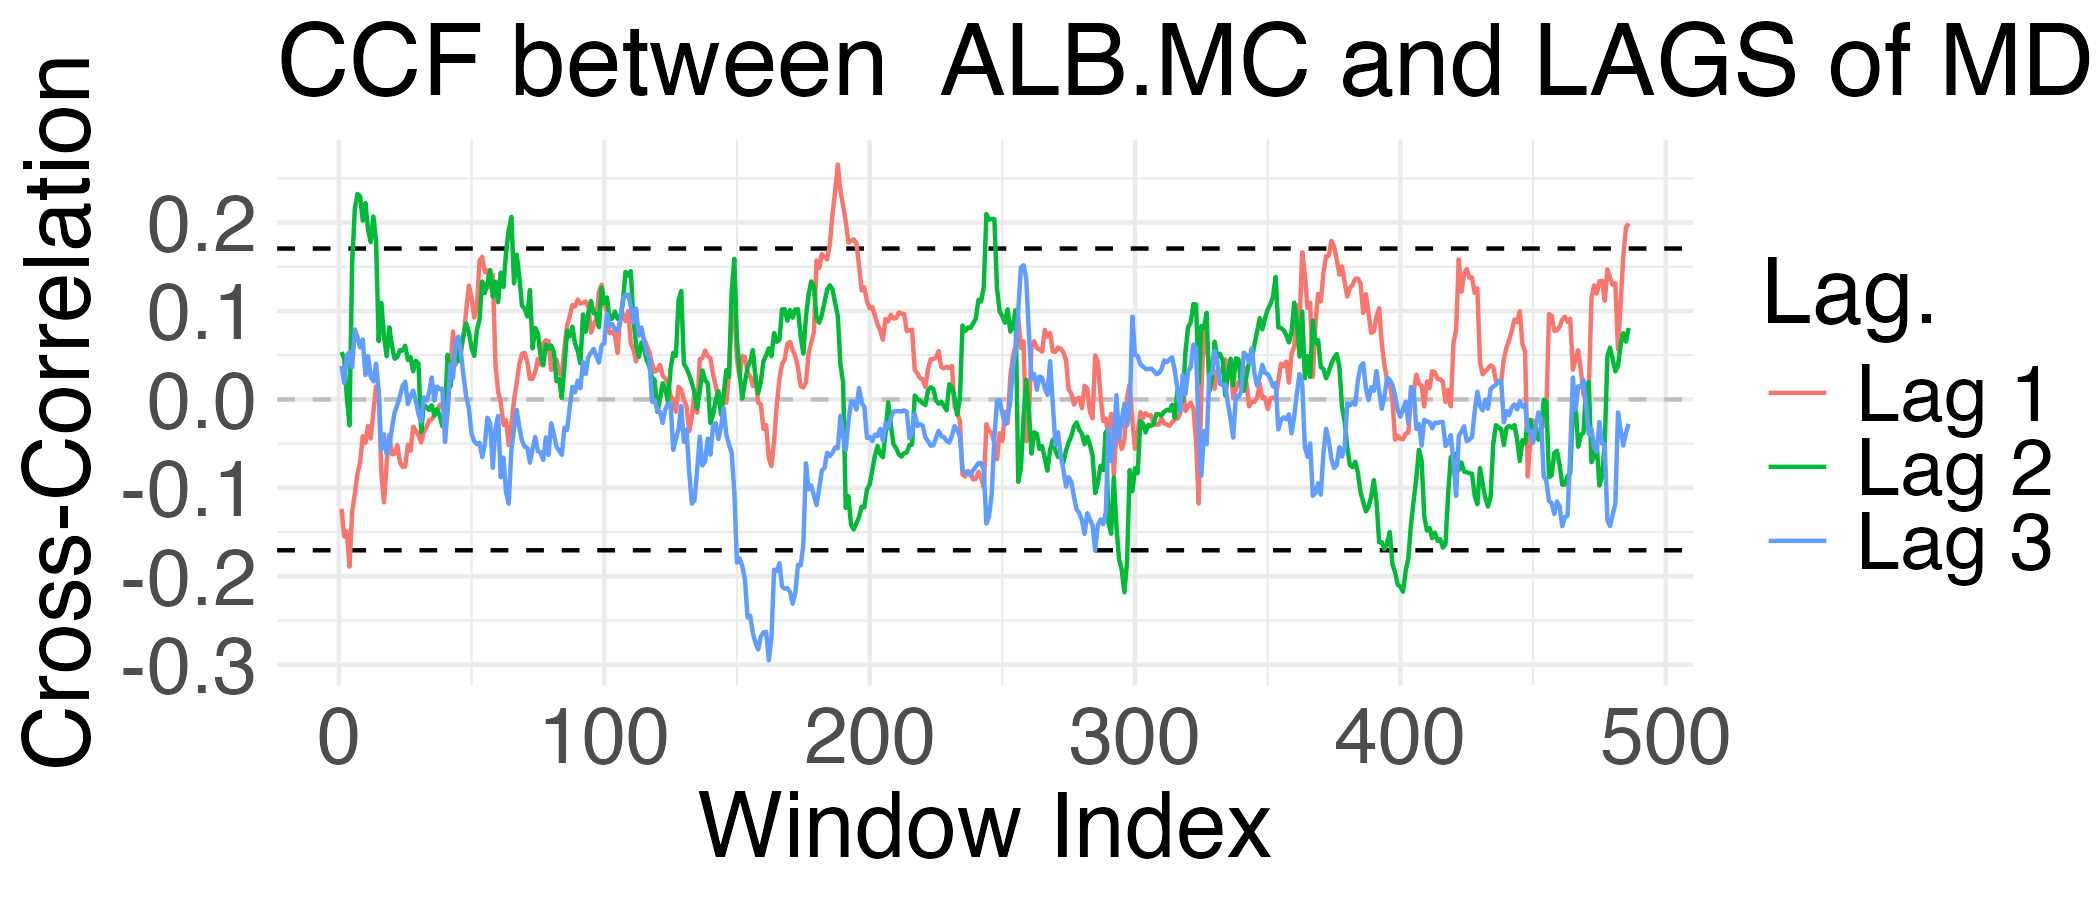 CCF between  ALB.MC and LAGS of MD
Cross-Correlation
0.2
0.1
0.0
-0.1
-0.2
-0.3
0 100 200 300 400 500
Window Index
Lag.
Lag 1
Lag 2
Lag 3